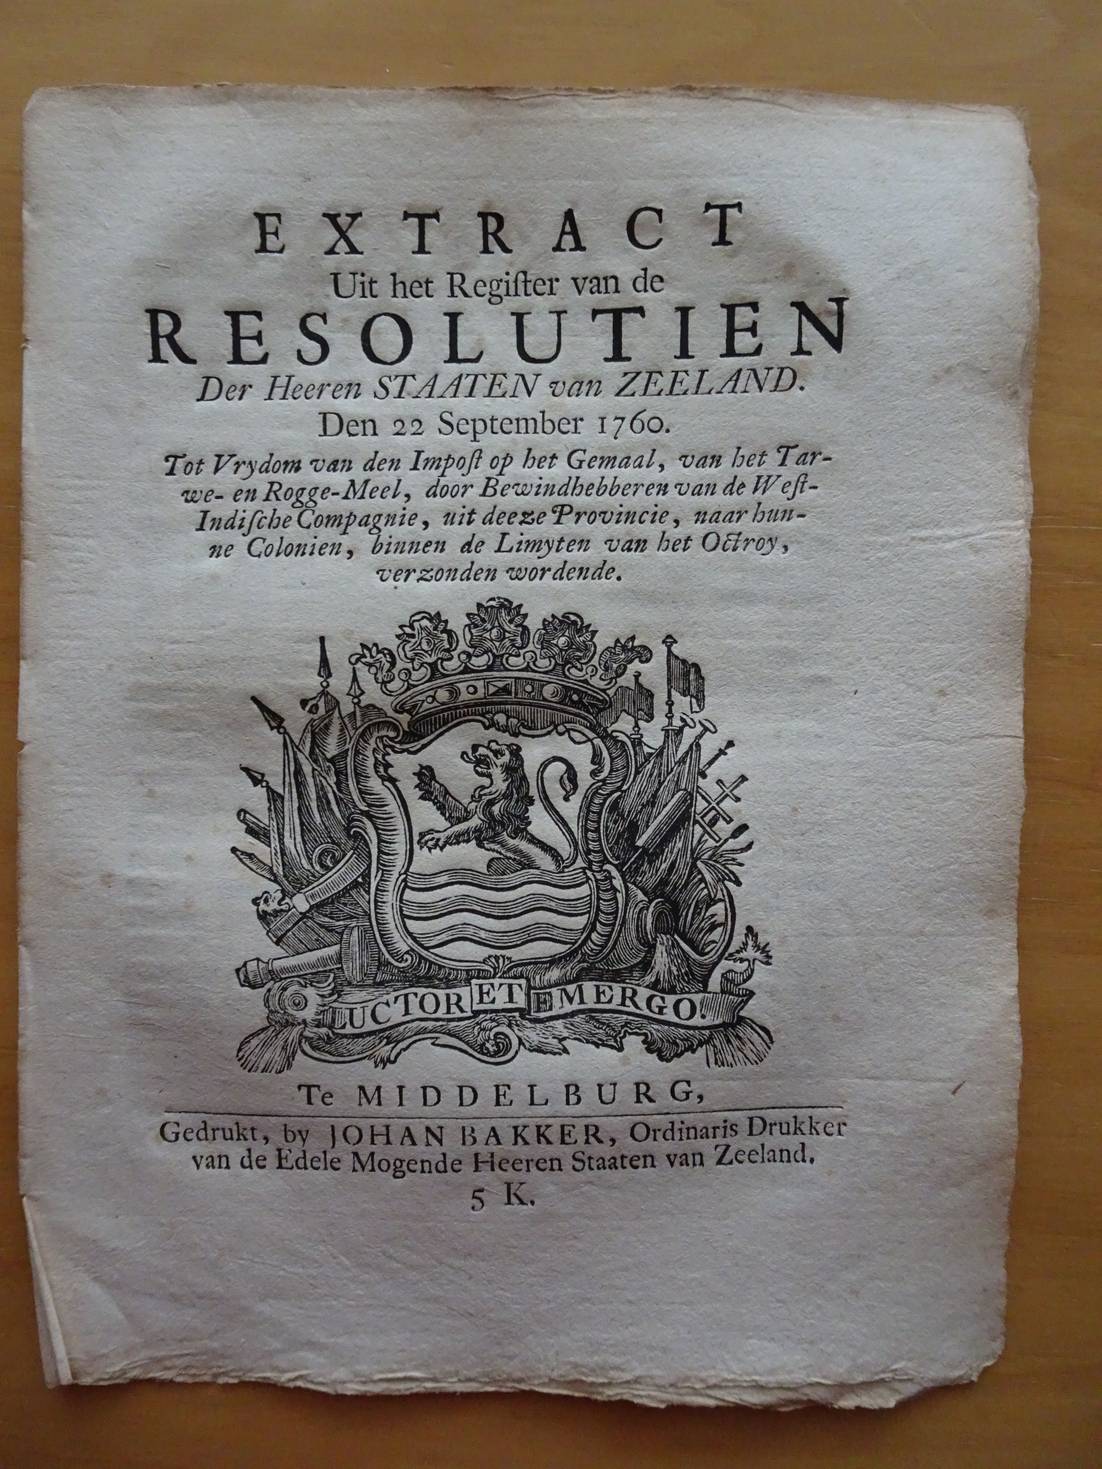 EXTRACT
Uit het Regiſter van de
RESOLUTIEN
Der Heeren STAATEN van ZEELAND.
Den 22 September 1760.
Tot Vrydom van den Impoſt op het Gemaal, van het Tar-
we- en Rogge-Meel, door Bewindhebberen van de Weſt-
Indiſche Compagnie, uit deeze Provincie, naar hun-
ne Colonien, binnen de Limyten van het Octroy,
verzonden wordende.
LUCTOR ET EMERGO.
Te MIDDELBURG,
Gedrukt, by JOHAN BAKKER, Ordinaris Drukker
van de Edele Mogende Heeren Staaten van Zeeland.
5 K.